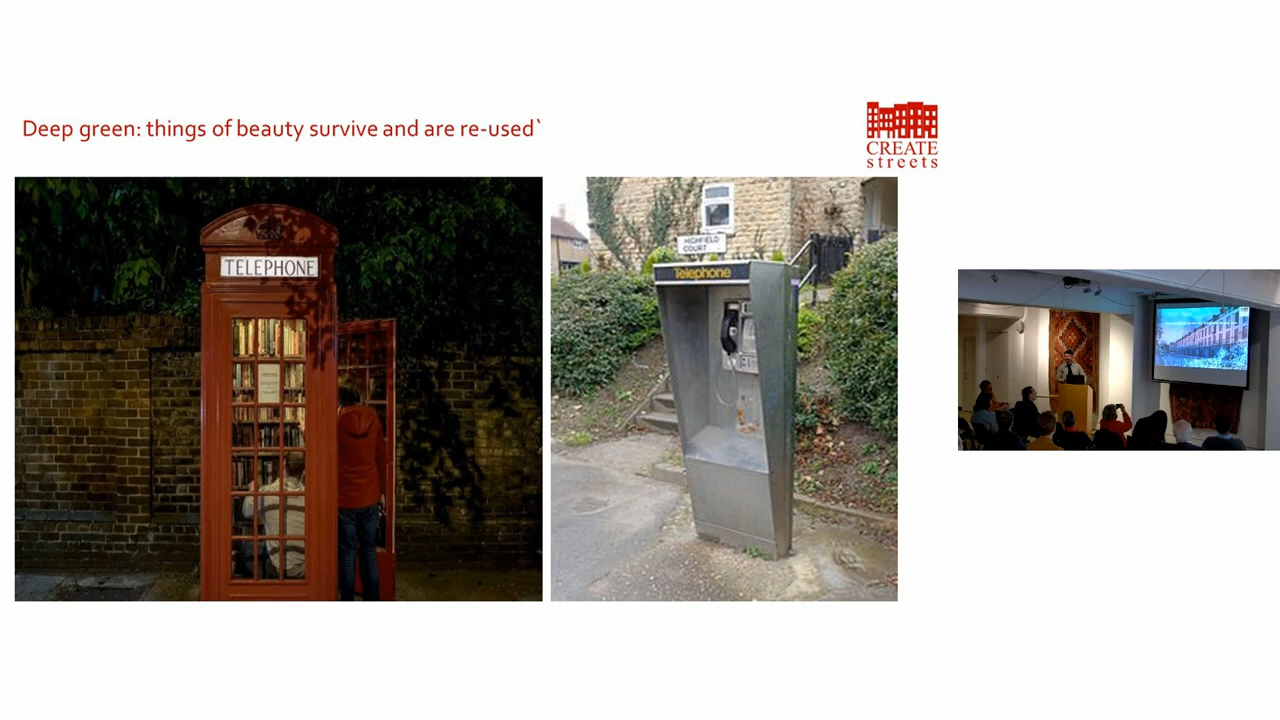 Deep green: things of beauty survive and are re-used`
CREATE
streets
TELEPHONE
HIGHFIELD
COURT
Telephone